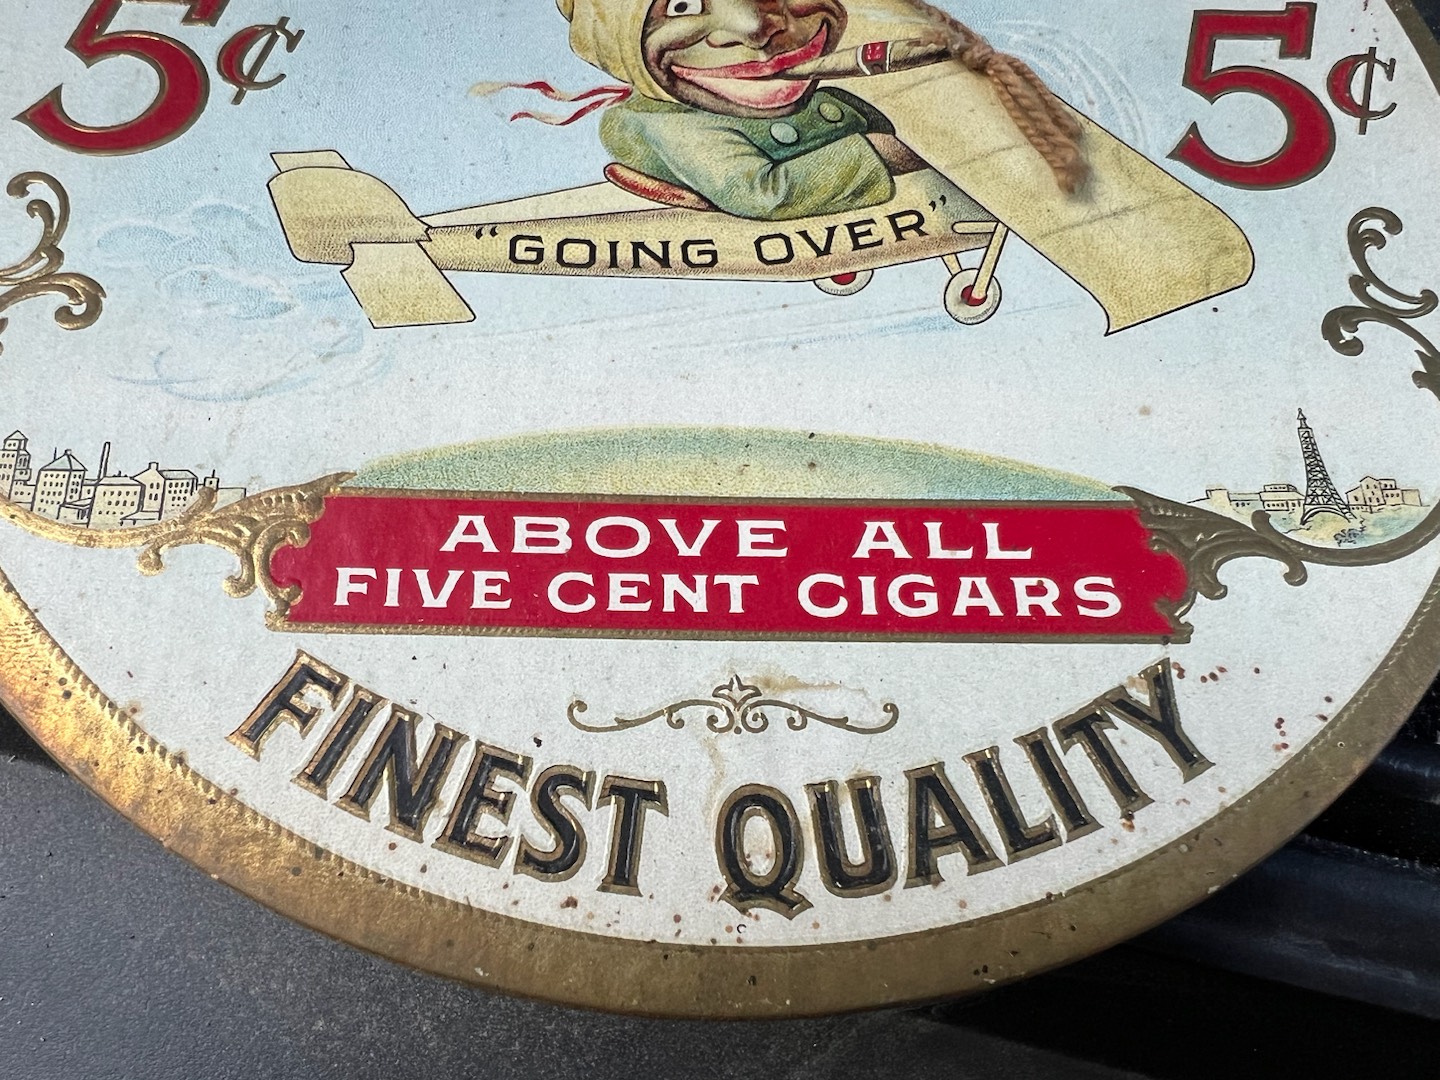 5¢ 5¢
"GOING OVER"
ABOVE ALL
FIVE CENT CIGARS
FINEST QUALITY